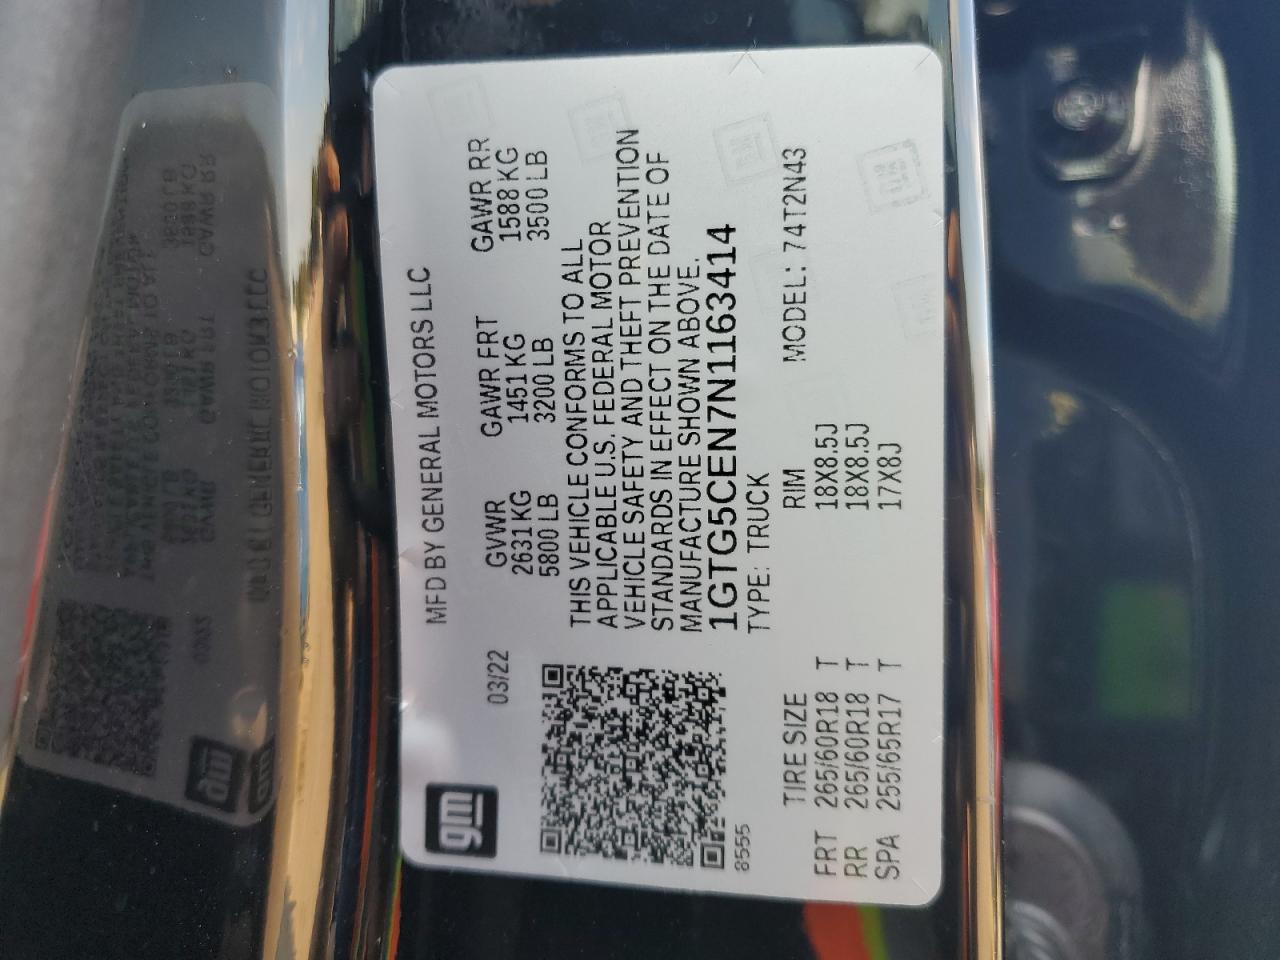 gm
MFD BY GENERAL MOTORS LLC
03/22 GVWR GAWR FRT GAWR RR
2631 KG 1451 KG 1588 KG
5800 LB 3200 LB 3500 LB
THIS VEHICLE CONFORMS TO ALL
APPLICABLE U.S. FEDERAL MOTOR
VEHICLE SAFETY AND THEFT PREVENTION
STANDARDS IN EFFECT ON THE DATE OF
MANUFACTURE SHOWN ABOVE.
1GTG5CEN7N1163414
8555 TYPE: TRUCK
MODEL: 74T2N43
TIRE SIZE RIM
FRT 265/60R18 T 18X8.5J
RR 265/60R18 T 18X8.5J
SPA 255/65R17 T 17X8J